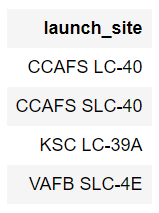 launch_site
CCAFS LC-40
CCAFS SLC-40
KSC LC-39A
VAFB SLC-4E